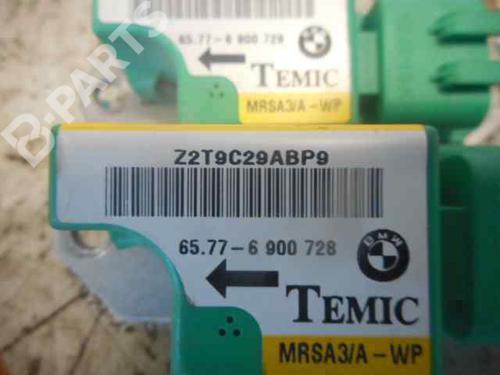 65.77-6 900 728
BMW
TEMIC
MRSA3/A-WP
B-PARTS
Z2T9C29ABP9
65.77-6 900 728
BMW
TEMIC
MRSA3/A-WP